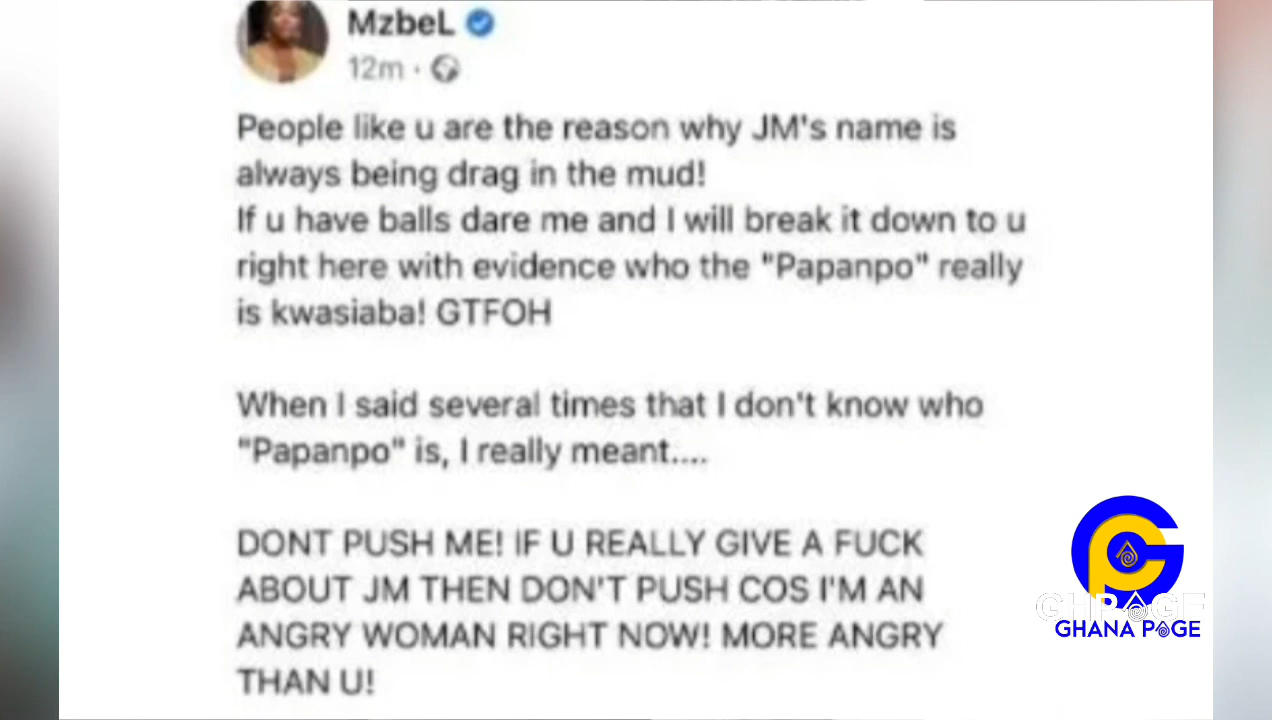 MzbeL
12m ·
People like u are the reason why JM's name is
always being drag in the mud!
If u have balls dare me and I will break it down to u
right here with evidence who the "Papanpo" really
is kwasiaba! GTFOH
When I said several times that I don't know who
"Papanpo" is, I really meant....
DONT PUSH ME! IF U REALLY GIVE A FUCK
ABOUT JM THEN DON'T PUSH COS I'M AN
ANGRY WOMAN RIGHT NOW! MORE ANGRY
THAN U!
GHPAGE
GHANA PAGE